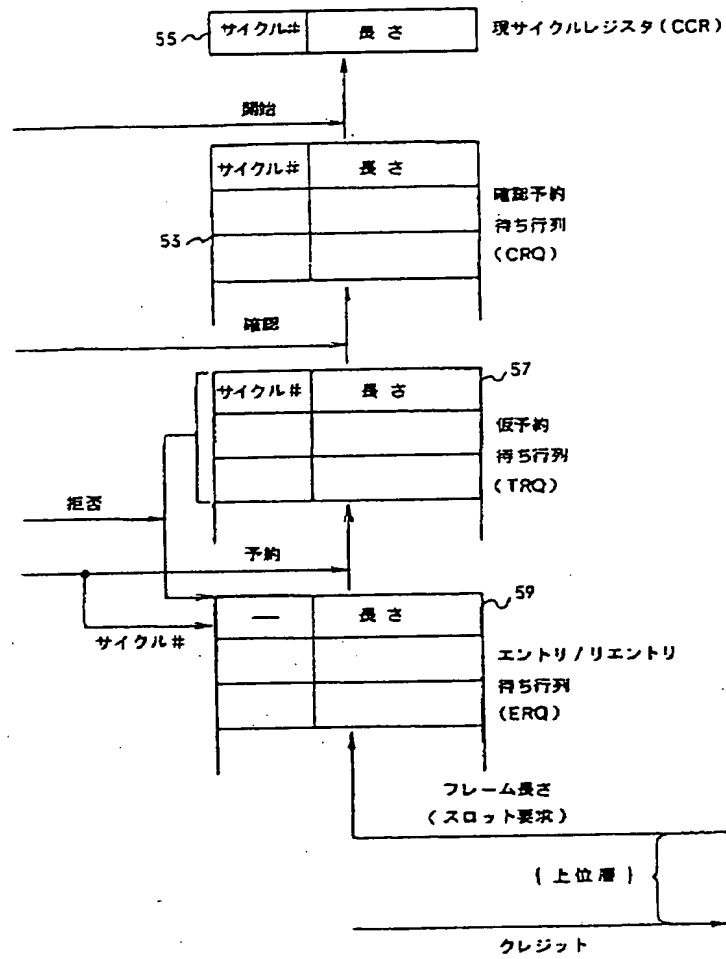 55 サイクル# 長さ 現サイクルレジスタ(CCR)
開始
サイクル# 長さ
確認予約
53 待ち行列
(CRQ)
確認
57
サイクル# 長さ
仮予約
待ち行列
(TRQ)
拒否
予約
59
— 長さ
サイクル#
エントリ/リエントリ
待ち行列
(ERQ)
フレーム長さ
(スロット要求)
{上位層}
クレジット